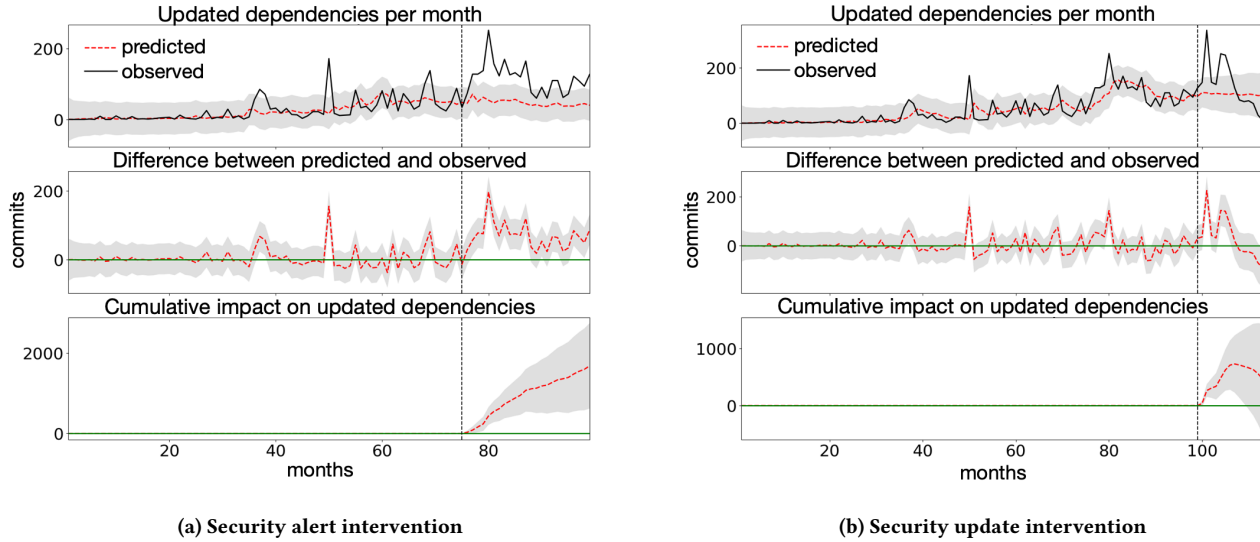 Updated dependencies per month
200
0
predicted
observed
Difference between predicted and observed
commits
200
0
Cumulative impact on updated dependencies
2000
0
20 40 60 80
months
(a) Security alert intervention
Updated dependencies per month
200
0
predicted
observed
Difference between predicted and observed
commits
200
0
Cumulative impact on updated dependencies
1000
0
20 40 60 80 100
months
(b) Security update intervention